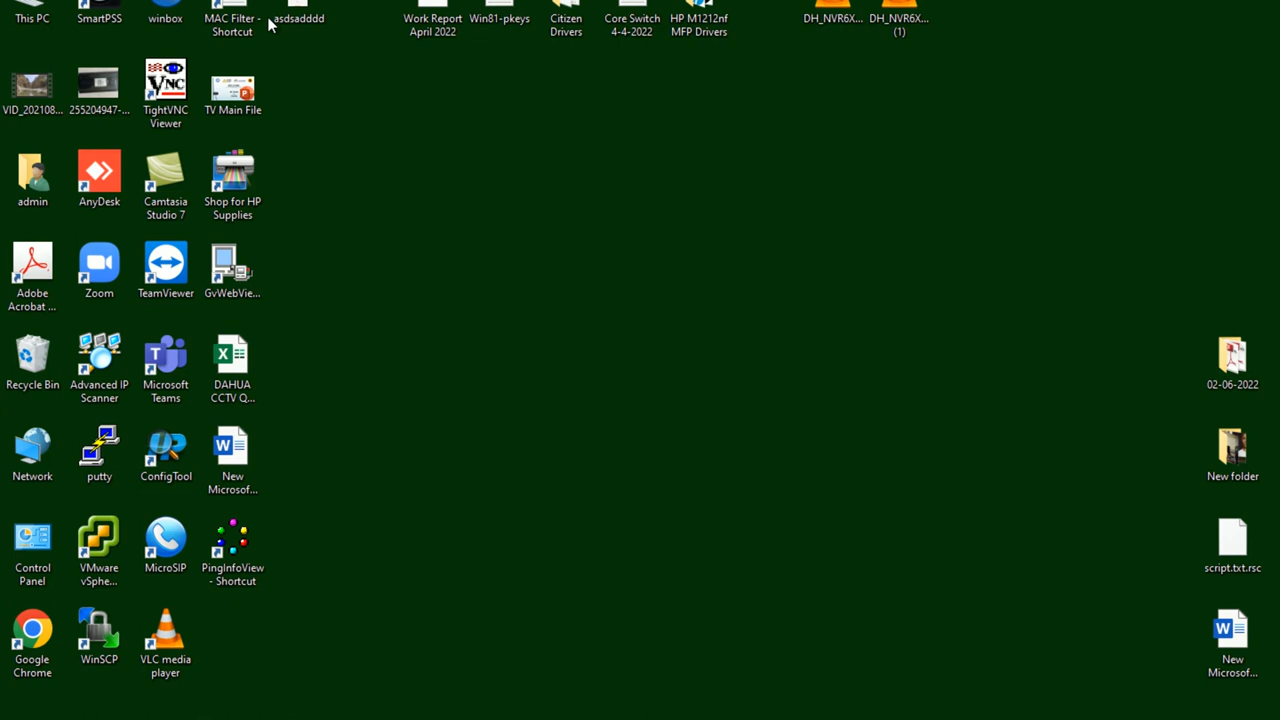 This PC
SmartPSS
winbox
MAC Filter -
Shortcut
asdsadddd
Work Report
April 2022
Win81-pkeys
Citizen
Drivers
Core Switch
4-4-2022
HP M1212nf
MFP Drivers
DH_NVR6X...
DH_NVR6X...
(1)
VID_202108...
255204947-...
VNC
TightVNC
Viewer
TV Main File
admin
AnyDesk
Camtasia
Studio 7
Shop for HP
Supplies
Adobe
Acrobat ...
Zoom
TeamViewer
GvWebVie...
Recycle Bin
Advanced IP
Scanner
Microsoft
Teams
DAHUA
CCTV Q...
02-06-2022
Network
putty
ConfigTool
New
Microsof...
New folder
Control
Panel
VMware
vSphe...
MicroSIP
PingInfoView
- Shortcut
script.txt.rsc
Google
Chrome
WinSCP
VLC media
player
New
Microsof...